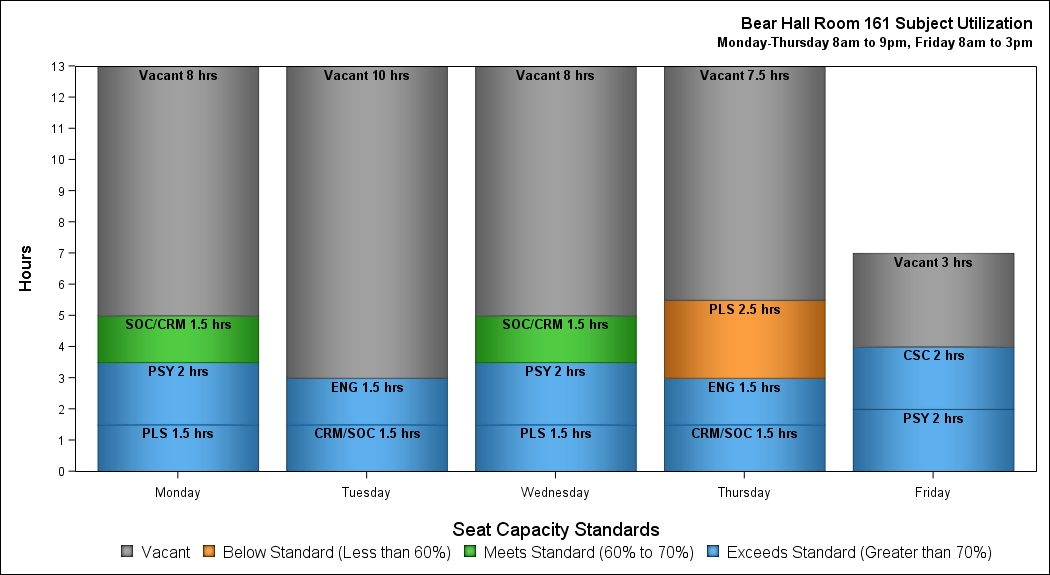 Bear Hall Room 161 Subject Utilization
Monday-Thursday 8am to 9pm, Friday 8am to 3pm
Hours
13
12
11
10
9
8
7
6
5
4
3
2
1
0
Vacant 8 hrs
SOC/CRM 1.5 hrs
PSY 2 hrs
PLS 1.5 hrs
Vacant 10 hrs
ENG 1.5 hrs
CRM/SOC 1.5 hrs
Vacant 8 hrs
SOC/CRM 1.5 hrs
PSY 2 hrs
PLS 1.5 hrs
Vacant 7.5 hrs
PLS 2.5 hrs
ENG 1.5 hrs
CRM/SOC 1.5 hrs
Vacant 3 hrs
CSC 2 hrs
PSY 2 hrs
Monday Tuesday Wednesday Thursday Friday
Seat Capacity Standards
Vacant Below Standard (Less than 60%) Meets Standard (60% to 70%) Exceeds Standard (Greater than 70%)